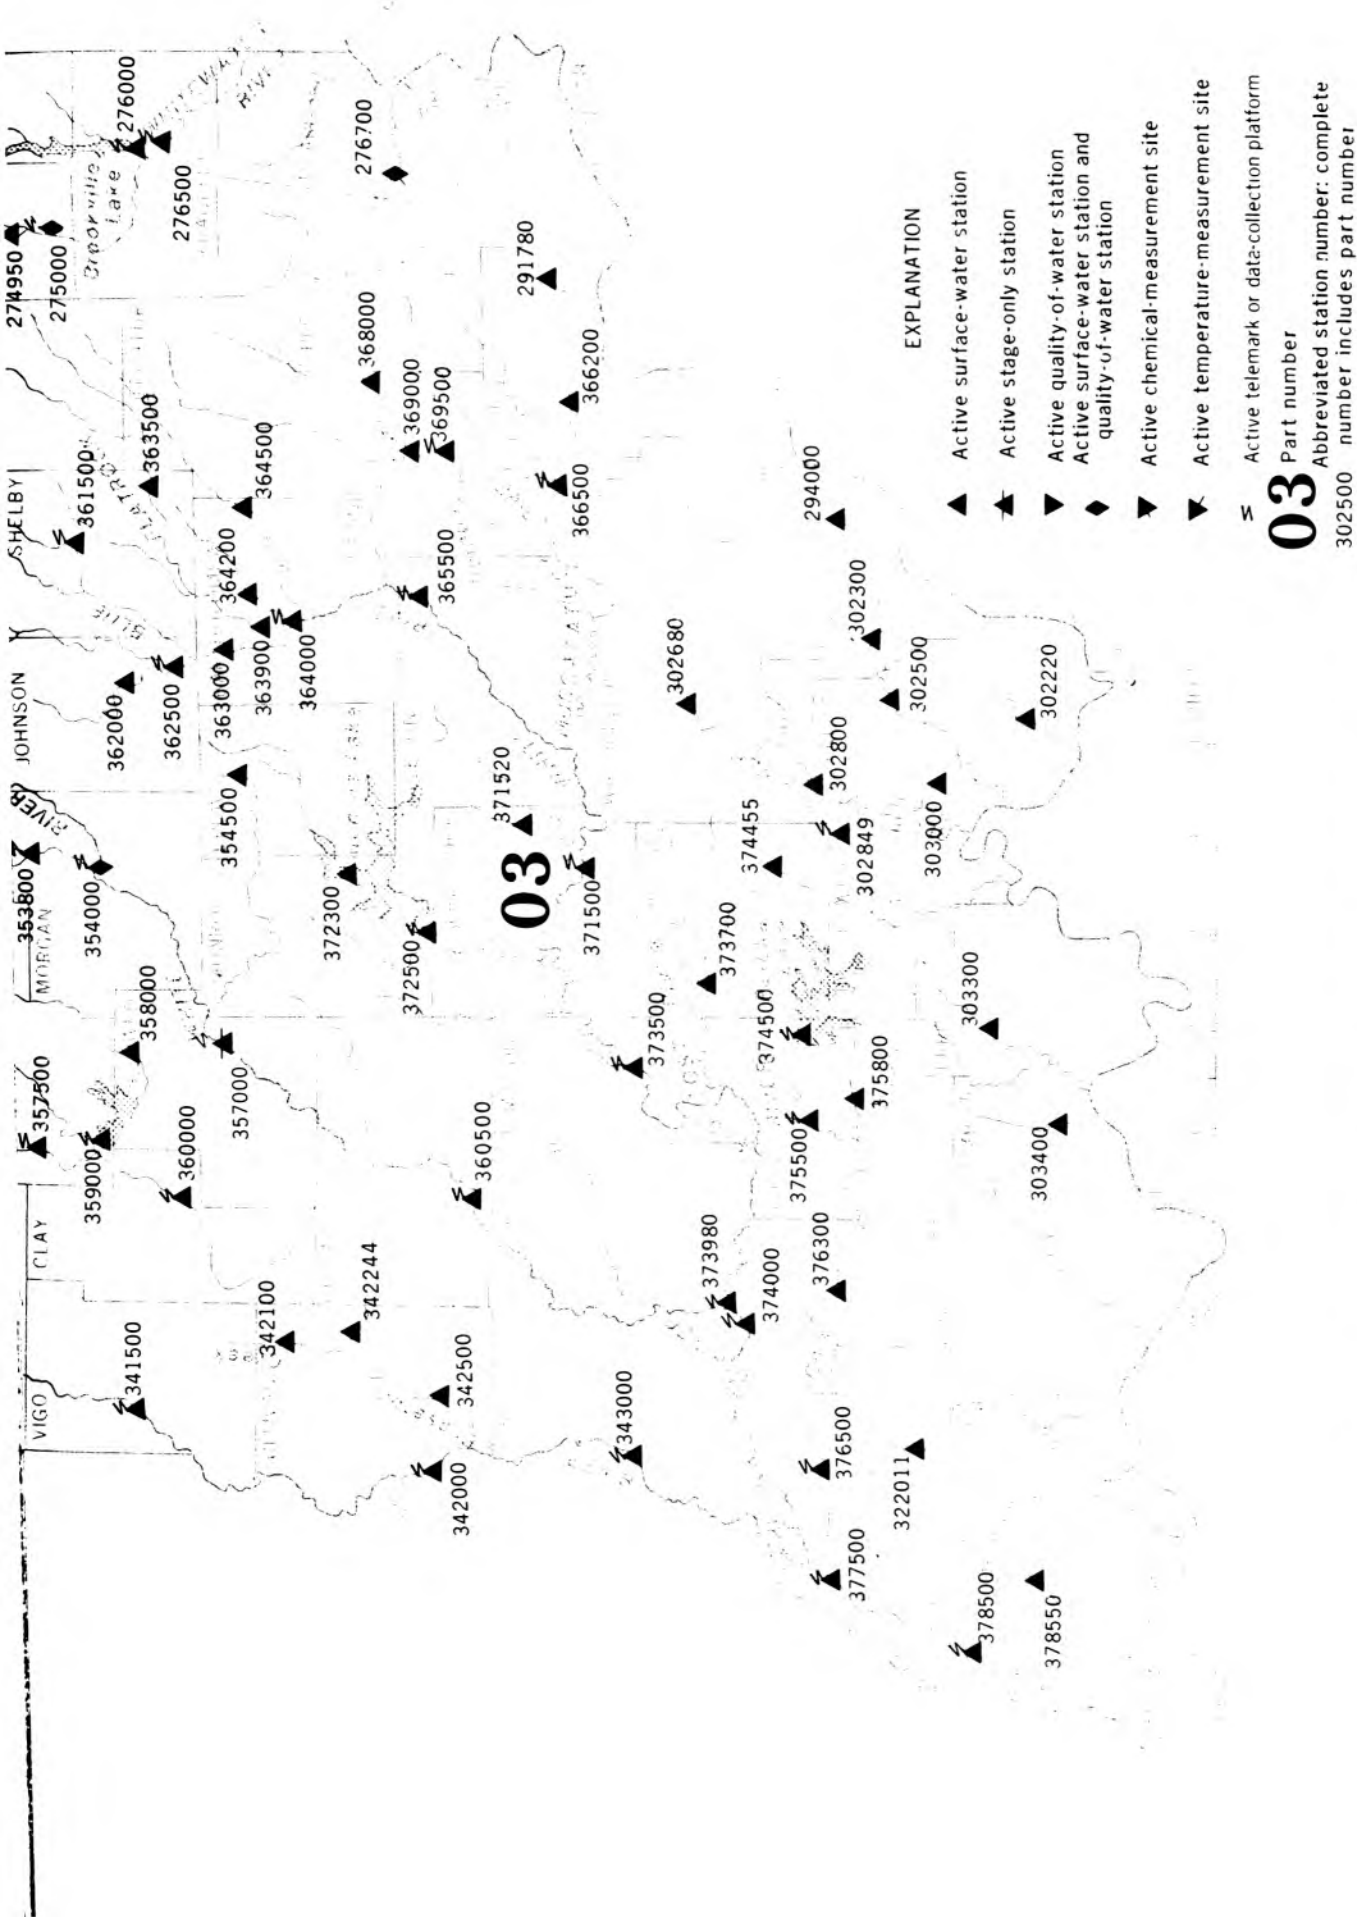 VIGO
CLAY
MORGAN
JOHNSON
SHELBY
RIVER
274950
275000
276000
276500
Brookville
Lake
RIVER
BLUE
353800
354000
357500
358000
359000
360000
357000
341500
342100
342244
342500
342000
343000
360500
361500
362000
362500
363000
363500
363900
364000
364200
364500
354500
372300
372500
371520
371500
365500
368000
369000
369500
276700
291780
366200
366500
03
373500
373700
374455
374500
375500
375800
373980
374000
376300
376500
377500
322011
378500
378550
303400
303300
303000
302849
302800
302680
302500
302300
302220
294000
EXPLANATION
Active surface-water station
Active stage-only station
Active quality-of-water station
Active surface-water station and
quality-of-water station
Active chemical-measurement site
Active temperature-measurement site
Active telemark or data-collection platform
03 Part number
Abbreviated station number: complete
302500 number includes part number